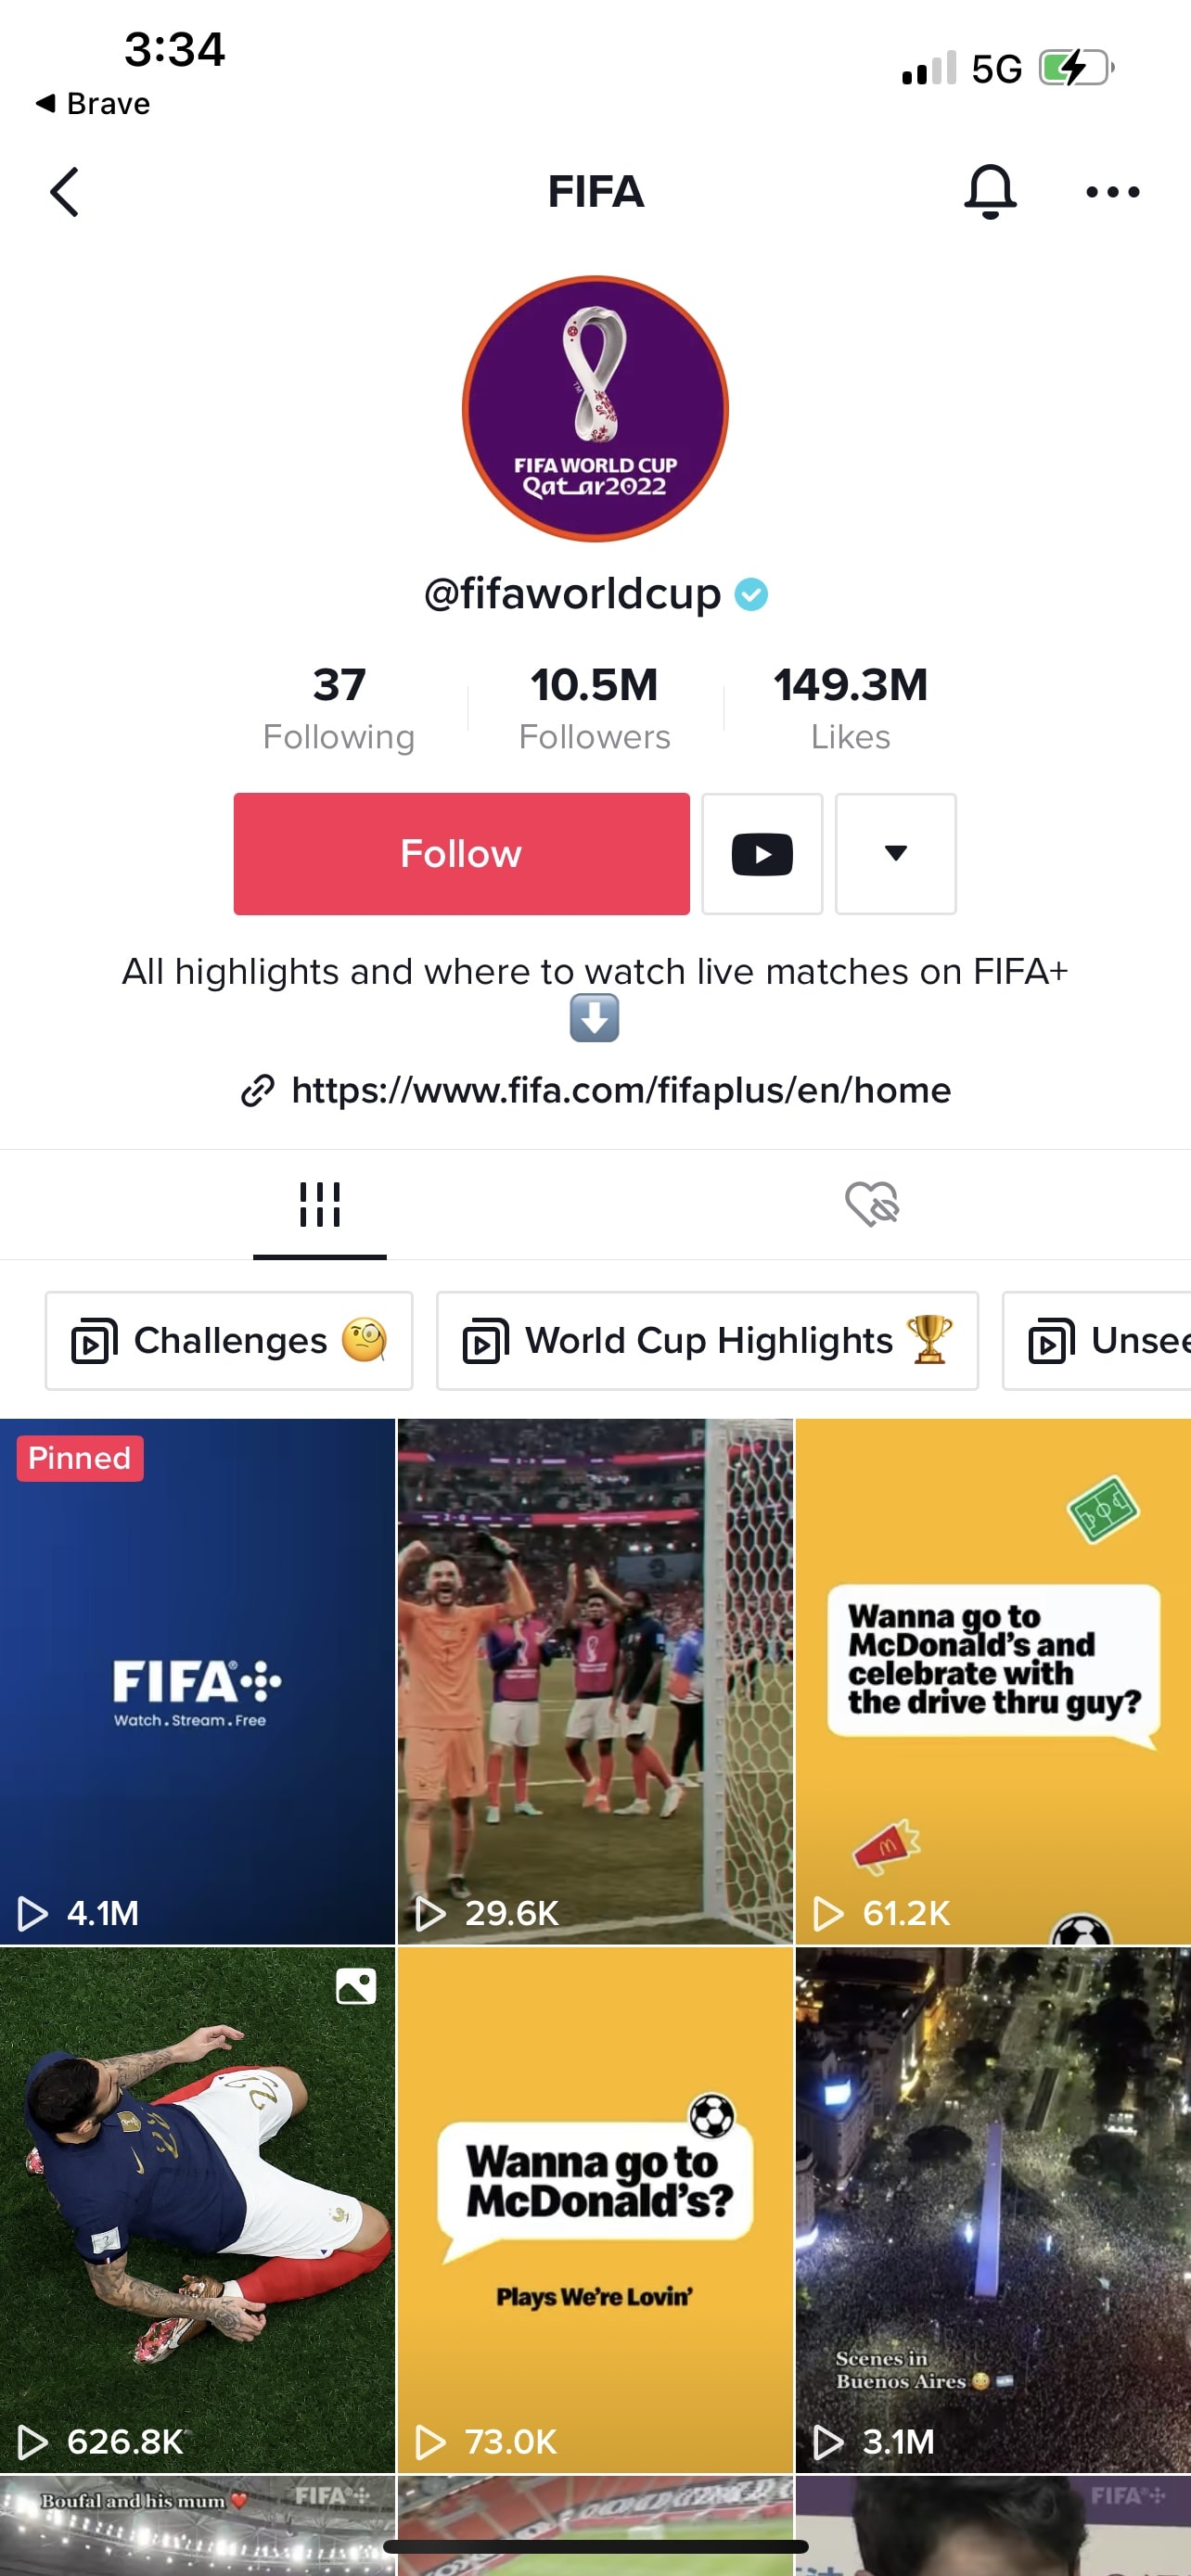 3:34
5G
Brave
FIFA
FIFA WORLD CUP
Qatar2022
@fifaworldcup
37
Following
10.5M
Followers
149.3M
Likes
Follow
All highlights and where to watch live matches on FIFA+
https://www.fifa.com/fifaplus/en/home
Challenges
World Cup Highlights
Unsee
Pinned
FIFA+
Watch.Stream.Free
4.1M
29.6K
Wanna go to
McDonald's and
celebrate with
the drive thru guy?
61.2K
626.8K
Wanna go to
McDonald's?
Plays We're Lovin'
73.0K
Scenes in
Buenos Aires
3.1M
Boufal and his mum
FIFA+
FIFA+